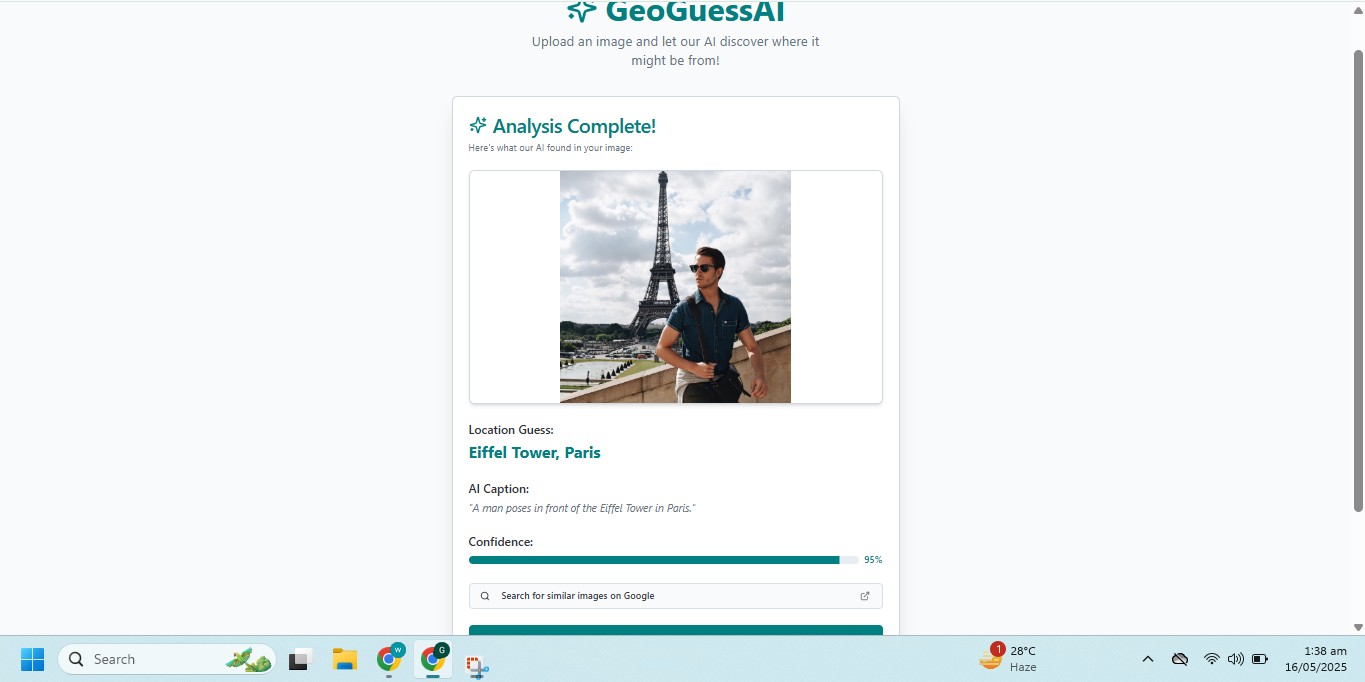 GeoGuessAI
Upload an image and let our AI discover where it
might be from!
Analysis Complete!
Here's what our AI found in your image:
Location Guess:
Eiffel Tower, Paris
AI Caption:
"A man poses in front of the Eiffel Tower in Paris."
Confidence:
95%
Search for similar images on Google
Search
W
G
1
28°C
Haze
1:38 am
16/05/2025